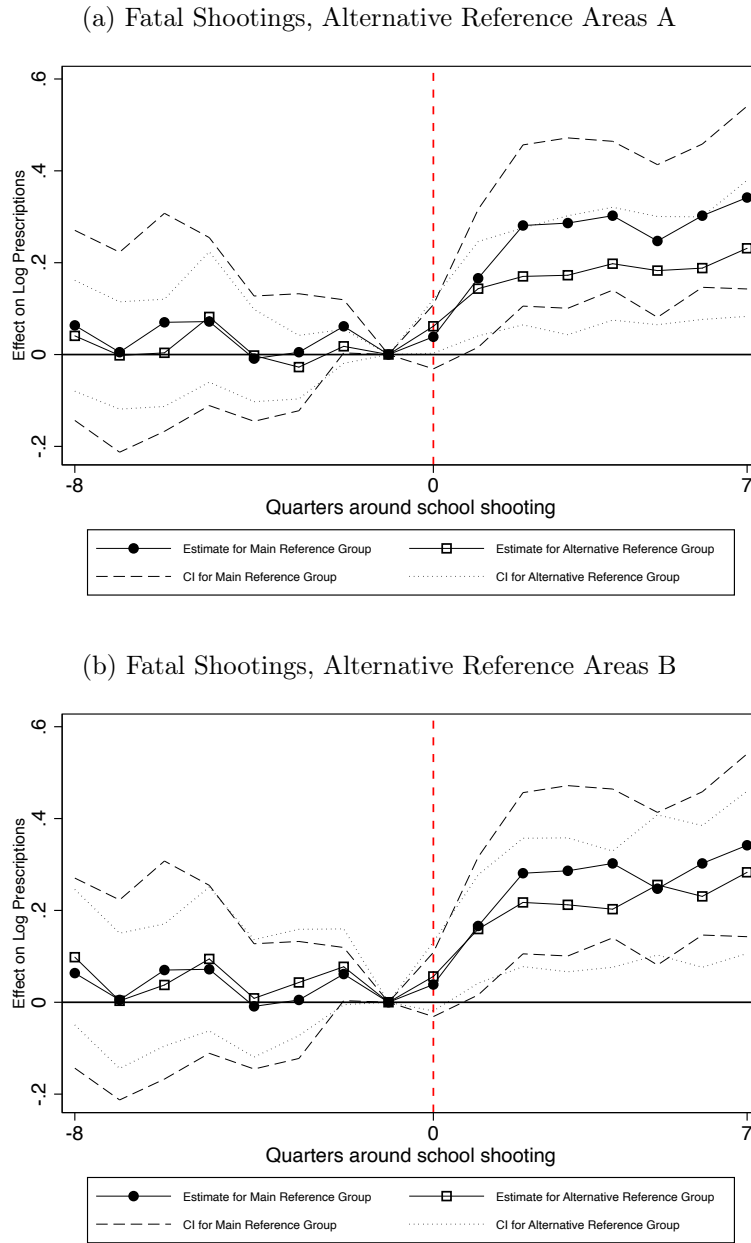 (a) Fatal Shootings, Alternative Reference Areas A
.6
.4
.2
0
-.2
Effect on Log Prescriptions
-8
0
7
Quarters around school shooting
Estimate for Main Reference Group
Estimate for Alternative Reference Group
CI for Main Reference Group
CI for Alternative Reference Group
(b) Fatal Shootings, Alternative Reference Areas B
.6
.4
.2
0
-.2
Effect on Log Prescriptions
-8
0
7
Quarters around school shooting
Estimate for Main Reference Group
Estimate for Alternative Reference Group
CI for Main Reference Group
CI for Alternative Reference Group